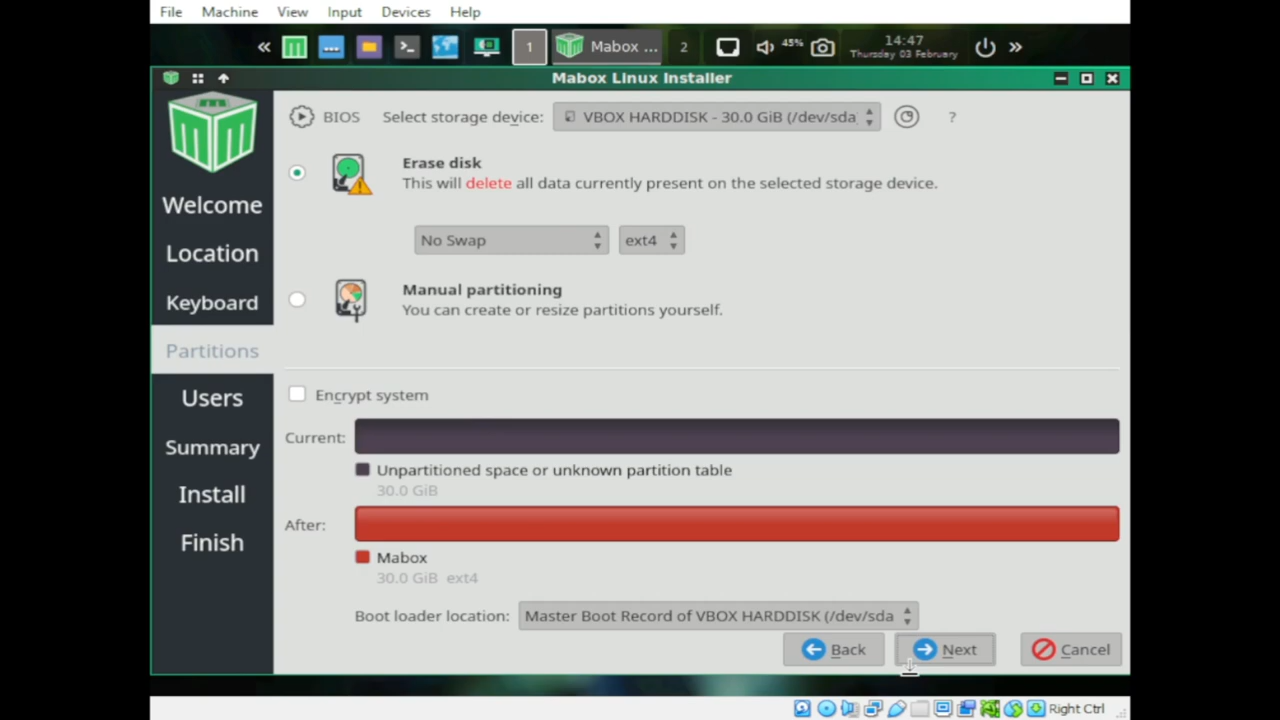 File Machine View Input Devices Help
1 Mabox ... 2 45% 14:47
Thursday 03 February
Mabox Linux Installer
BIOS Select storage device: VBOX HARDDISK - 30.0 GiB (/dev/sda ?
Erase disk
This will delete all data currently present on the selected storage device.
Welcome
No Swap ext4
Location
Manual partitioning
Keyboard
You can create or resize partitions yourself.
Partitions
Encrypt system
Users
Current:
Summary
Unpartitioned space or unknown partition table
30.0 GiB
Install
After:
Finish
Mabox
30.0 GiB ext4
Boot loader location: Master Boot Record of VBOX HARDDISK (/dev/sda
Back Next Cancel
Right Ctrl